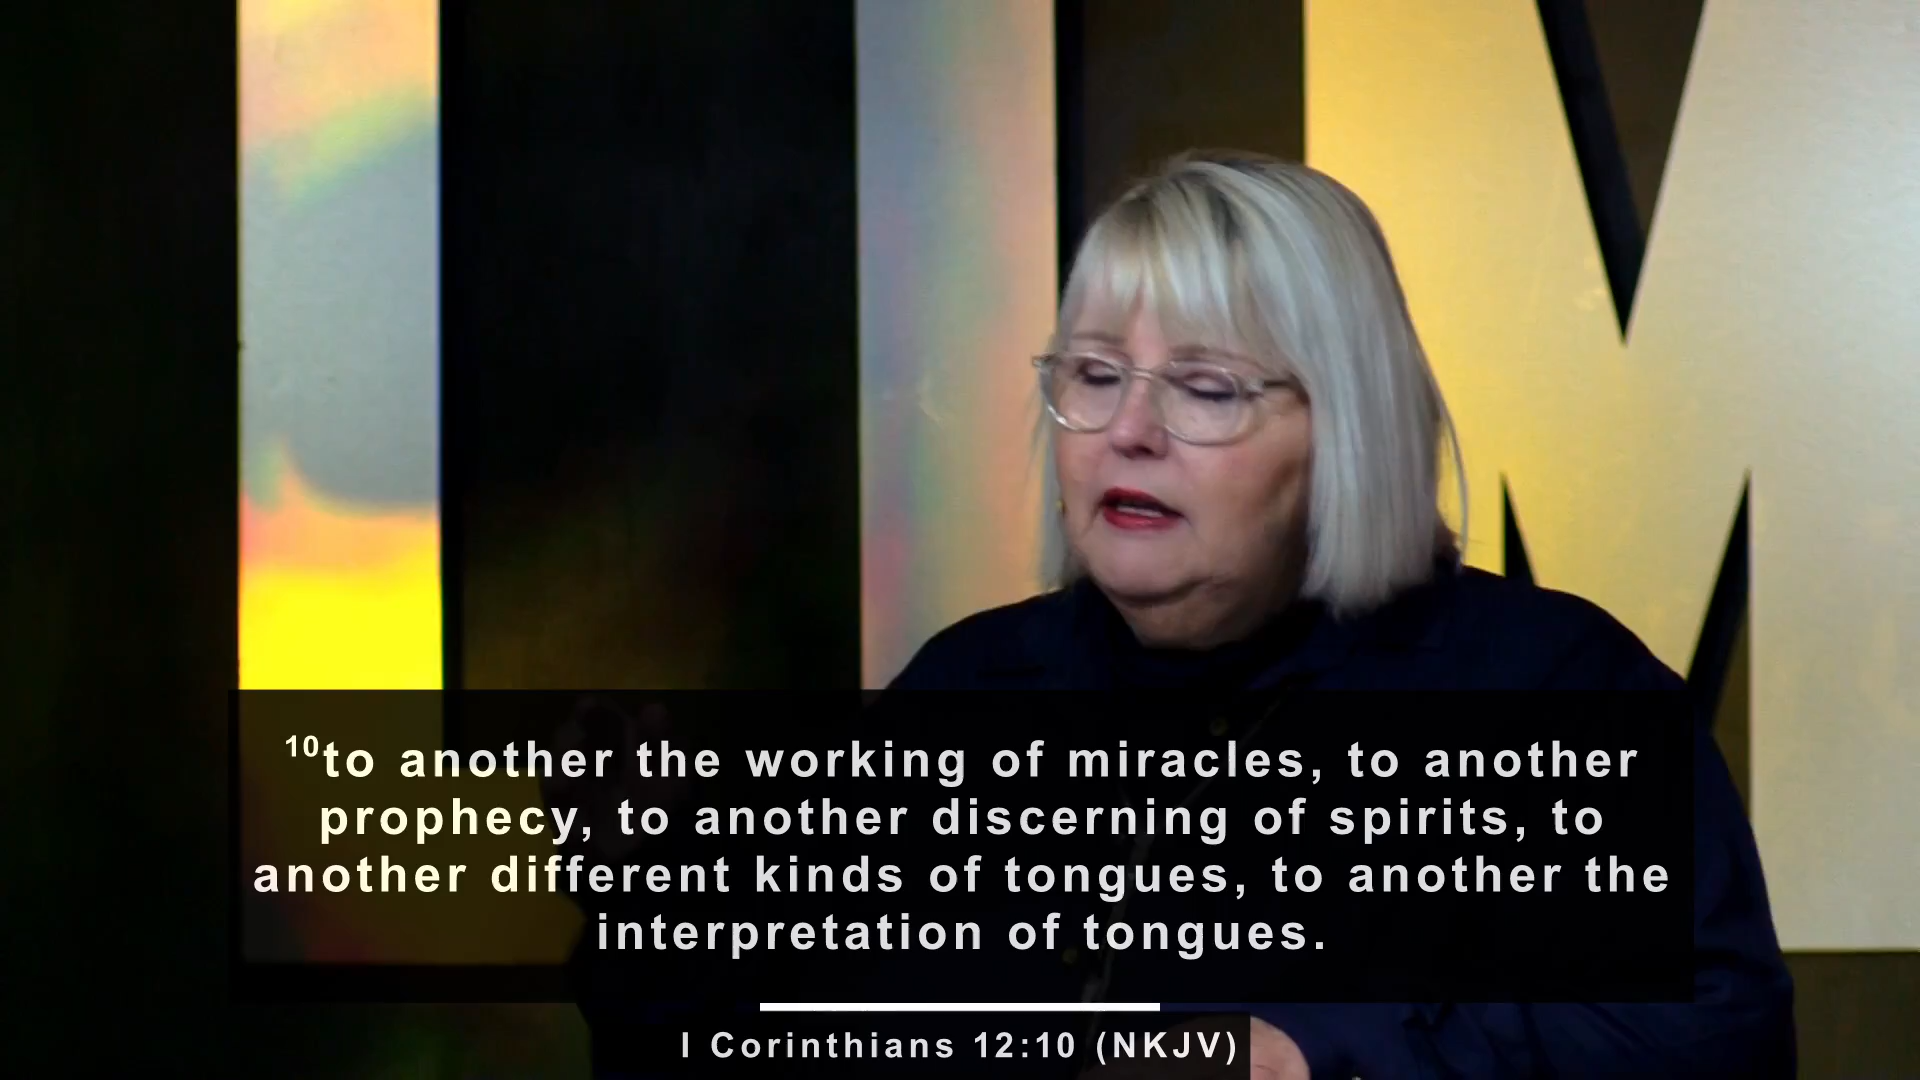 10to another the working of miracles, to another
prophecy, to another discerning of spirits, to
another different kinds of tongues, to another the
interpretation of tongues.
I Corinthians 12:10 (NKJV)